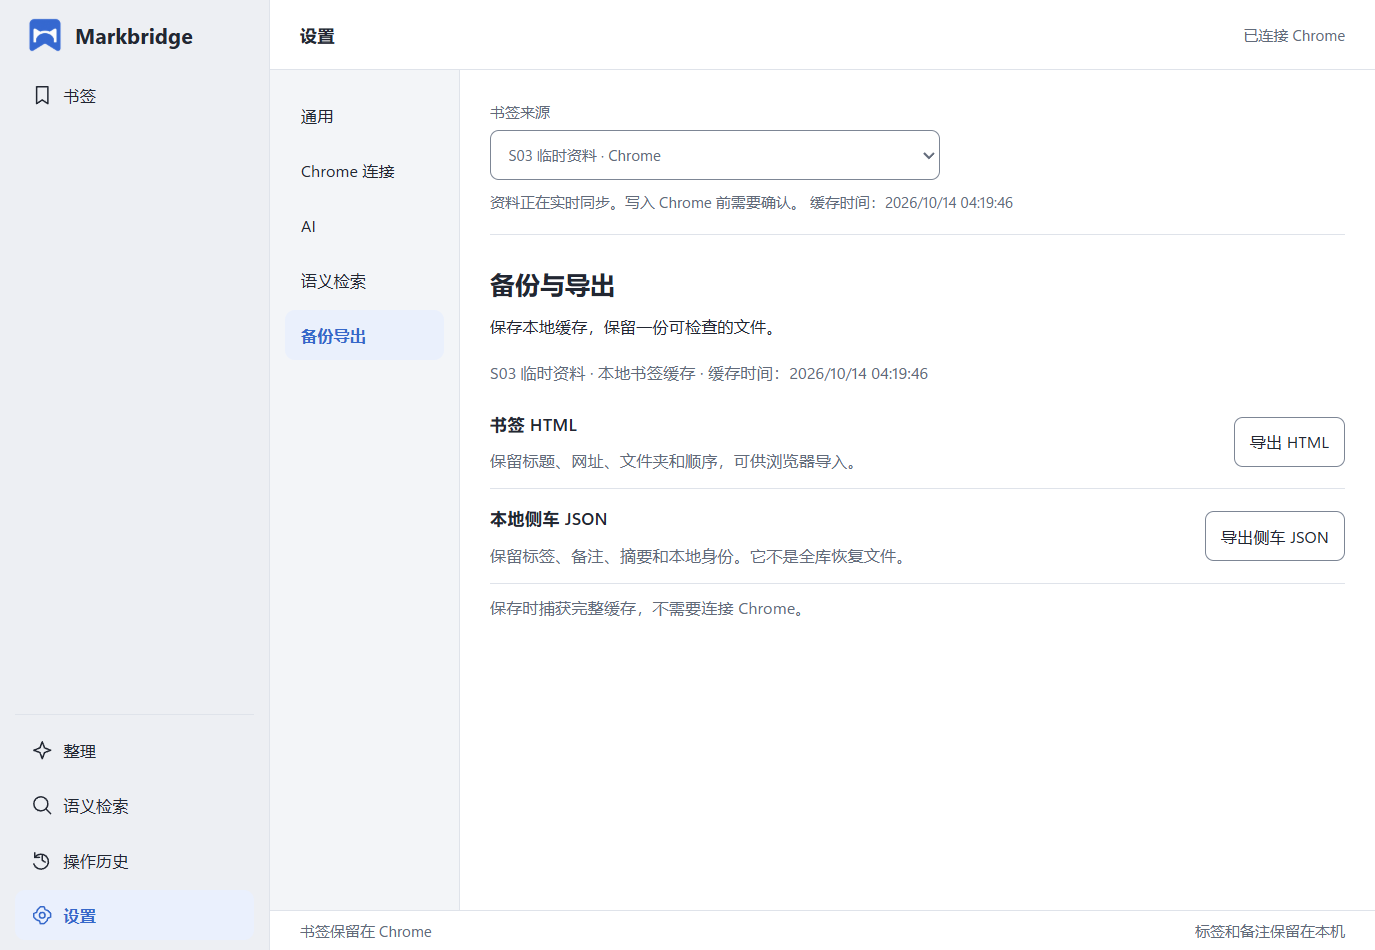 Markbridge
书签
整理
语义检索
操作历史
设置
设置
已连接 Chrome
通用
Chrome 连接
AI
语义检索
备份导出
书签来源
S03 临时资料 · Chrome
资料正在实时同步。写入 Chrome 前需要确认。 缓存时间：2026/10/14 04:19:46
备份与导出
保存本地缓存，保留一份可检查的文件。
S03 临时资料 · 本地书签缓存 · 缓存时间：2026/10/14 04:19:46
书签 HTML
保留标题、网址、文件夹和顺序，可供浏览器导入。
导出 HTML
本地侧车 JSON
保留标签、备注、摘要和本地身份。它不是全库恢复文件。
导出侧车 JSON
保存时捕获完整缓存，不需要连接 Chrome。
书签保留在 Chrome
标签和备注保留在本机